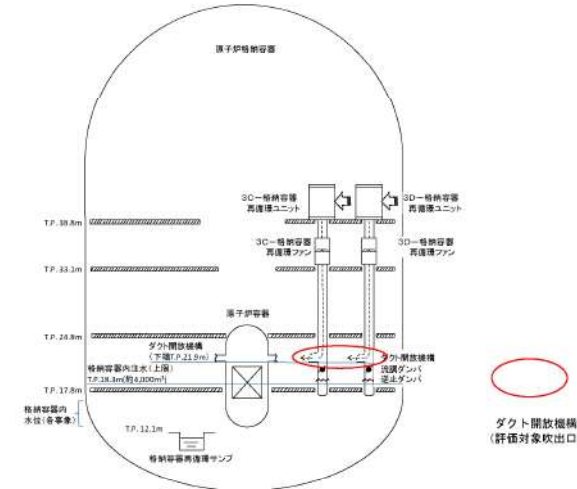 原子炉格納容器
3C-格納容器
再循環ユニット
3D-格納容器
再循環ユニット
T.P. 38.8m
3C-格納容器
再循環ファン
3D-格納容器
再循環ファン
T.P. 33.1m
原子炉容器
T.P. 24.8m
ダクト開放機構
(下端T.P.21.9m)
ダクト開放機構
格納容器内注水(上限)
T.P.18.3m(約4,000m³)
流調ダンパ
逆止ダンパ
T.P. 17.8m
格納容器内
水位(各事象)
T.P. 12.1m
格納容器再循環サンプ
ダクト開放機構
(評価対象吹出口